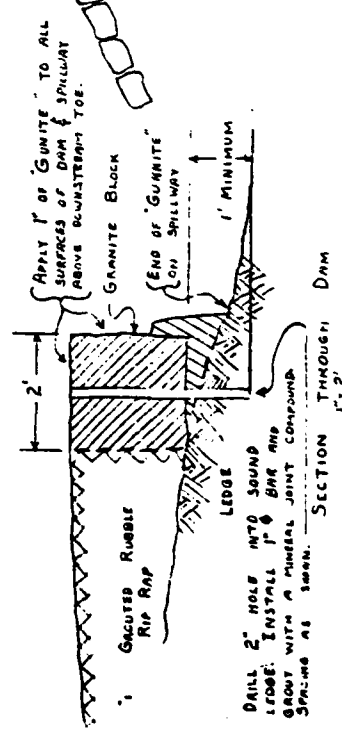 APPLY 1" OF "GUNITE" TO ALL
SURFACES OF DAM & SPILLWAY
ABOVE DOWNSTREAM TOE.
GRANITE BLOCK
END OF "GUNNITE"
ON SPILLWAY
1' MINIMUM
2'
GROUTED RUBBLE
RIP RAP
LEDGE
DRILL 2" HOLE INTO SOUND
LEDGE. INSTALL 1" ϕ BAR AND
GROUT WITH A MINERAL JOINT COMPOUND
SPACING AS SHOWN.
SECTION THROUGH DAM
1" = 2'